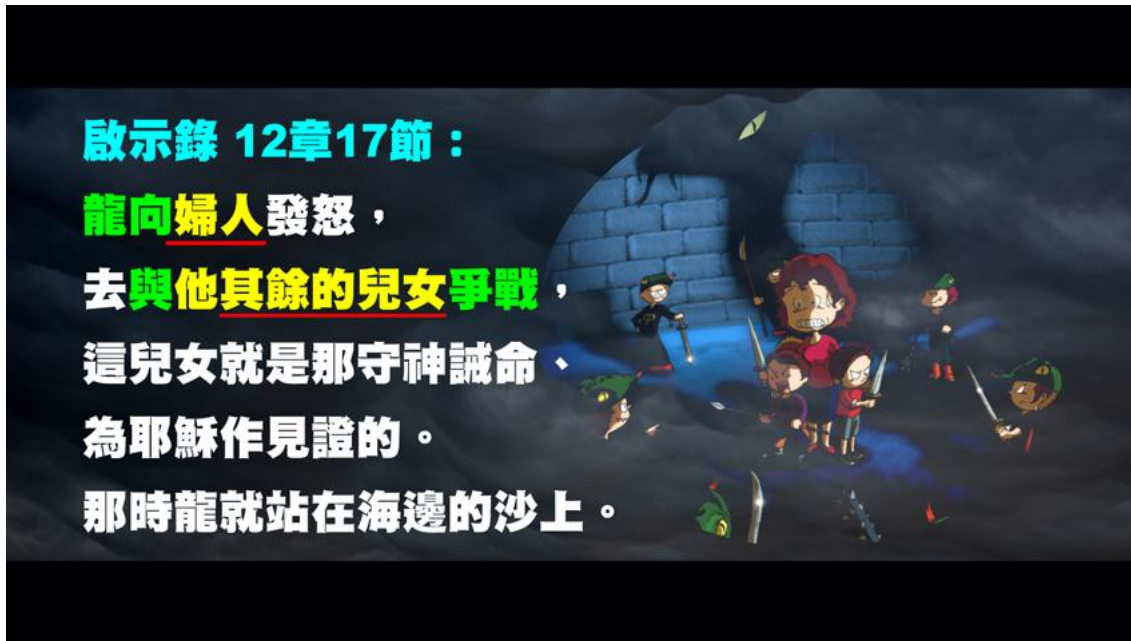 啟示錄 12章17節：
龍向婦人發怒，
去與他其餘的兒女爭戰，
這兒女就是那守神誡命、
為耶穌作見證的。
那時龍就站在海邊的沙上。